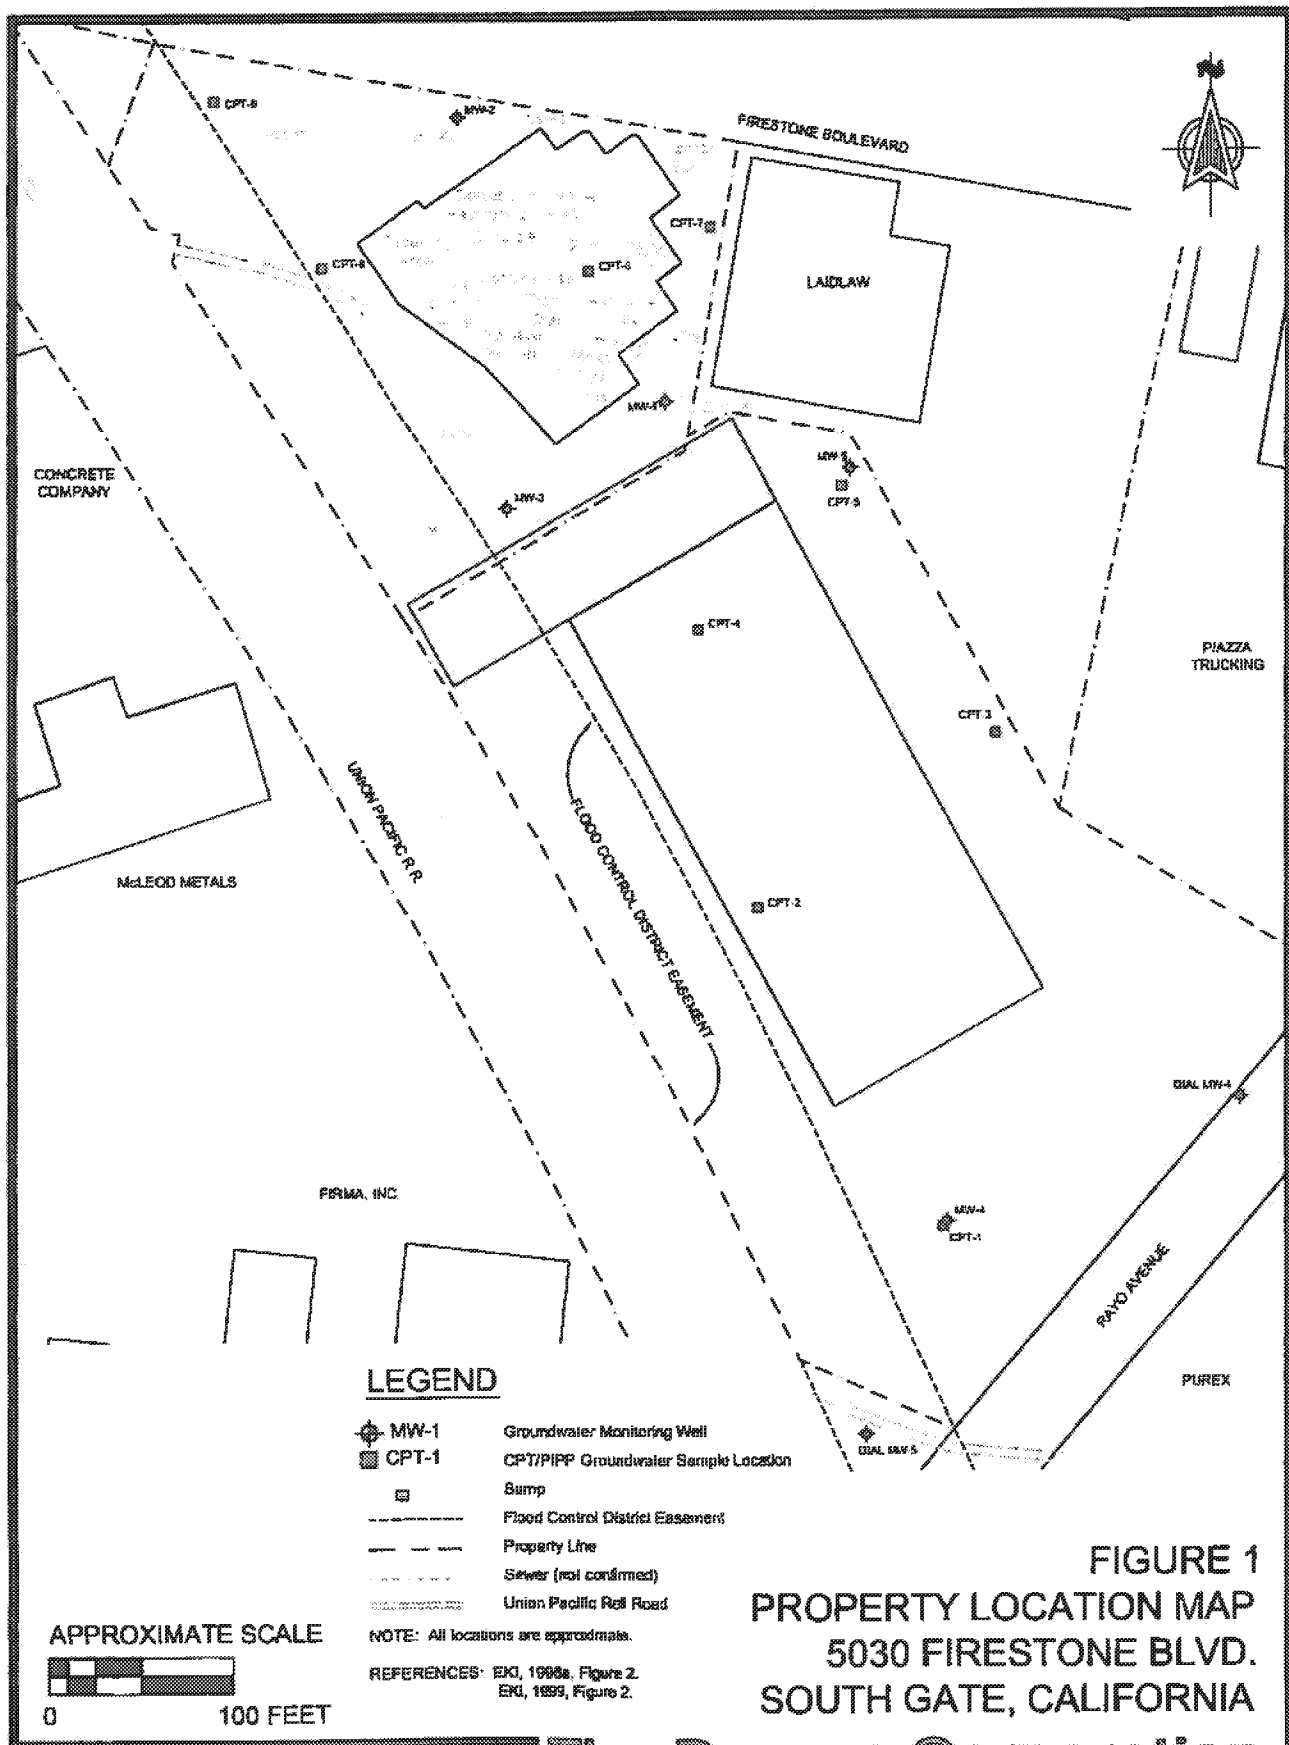 N
CPT-9
MW-2
FIRESTONE BOULEVARD
CPT-7
CPT-8
CPT-6
LAIDLAW
CONCRETE
COMPANY
MW-3
CPT-5
CPT-4
PIAZZA
TRUCKING
CPT-3
UNION PACIFIC R.R.
FLOOD CONTROL DISTRICT EASEMENT
McLEOD METALS
CPT-2
DIAL MW-4
FIRMA, INC.
MW-4
CPT-1
RAYO AVENUE
PUREX
DIAL MW-5
LEGEND
MW-1 Groundwater Monitoring Well
CPT-1 CPT/PIPP Groundwater Sample Location
Sump
Flood Control District Easement
Property Line
Sewer (not confirmed)
Union Pacific Rail Road
NOTE: All locations are approximate.
REFERENCES: EKI, 1998a, Figure 2.
EKI, 1999, Figure 2.
APPROXIMATE SCALE
0 100 FEET
FIGURE 1
PROPERTY LOCATION MAP
5030 FIRESTONE BLVD.
SOUTH GATE, CALIFORNIA